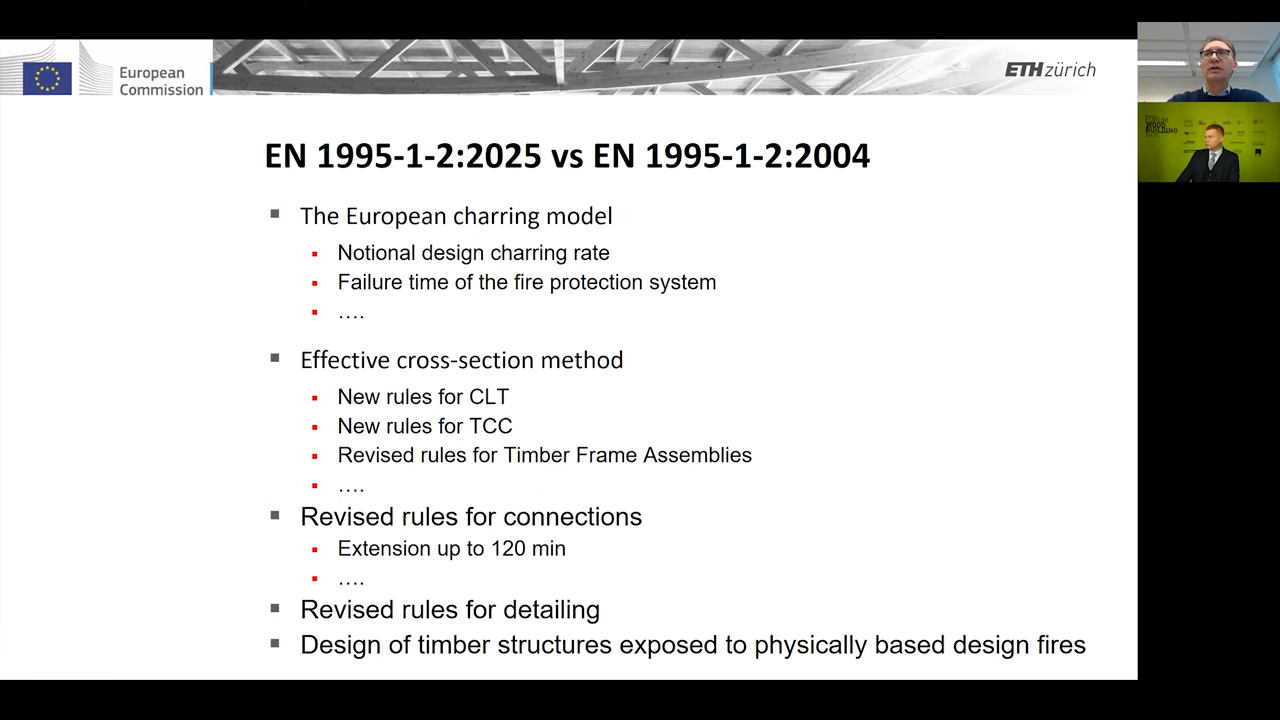 European
Commission
ETH zürich
EN 1995-1-2:2025 vs EN 1995-1-2:2004
The European charring model
Notional design charring rate
Failure time of the fire protection system
....
Effective cross-section method
New rules for CLT
New rules for TCC
Revised rules for Timber Frame Assemblies
....
Revised rules for connections
Extension up to 120 min
....
Revised rules for detailing
Design of timber structures exposed to physically based design fires
FORUM
WOOD
BUILDING